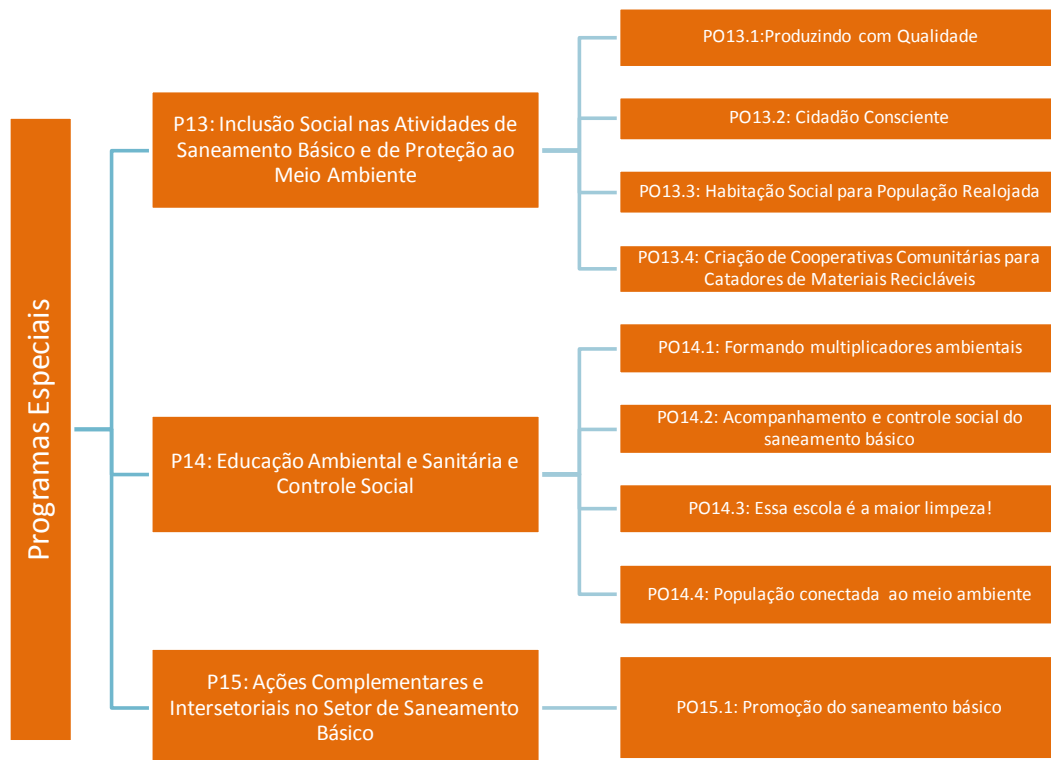 Programas Especiais
P13: Inclusão Social nas Atividades de
Saneamento Básico e de Proteção ao
Meio Ambiente
PO13.1:Produzindo com Qualidade
PO13.2: Cidadão Consciente
PO13.3: Habitação Social para População Realojada
PO13.4: Criação de Cooperativas Comunitárias para
Catadores de Materiais Recicláveis
P14: Educação Ambiental e Sanitária e
Controle Social
PO14.1: Formando multiplicadores ambientais
PO14.2: Acompanhamento e controle social do
saneamento básico
PO14.3: Essa escola é a maior limpeza!
PO14.4: População conectada ao meio ambiente
P15: Ações Complementares e
Intersetoriais no Setor de Saneamento
Básico
PO15.1: Promoção do saneamento básico